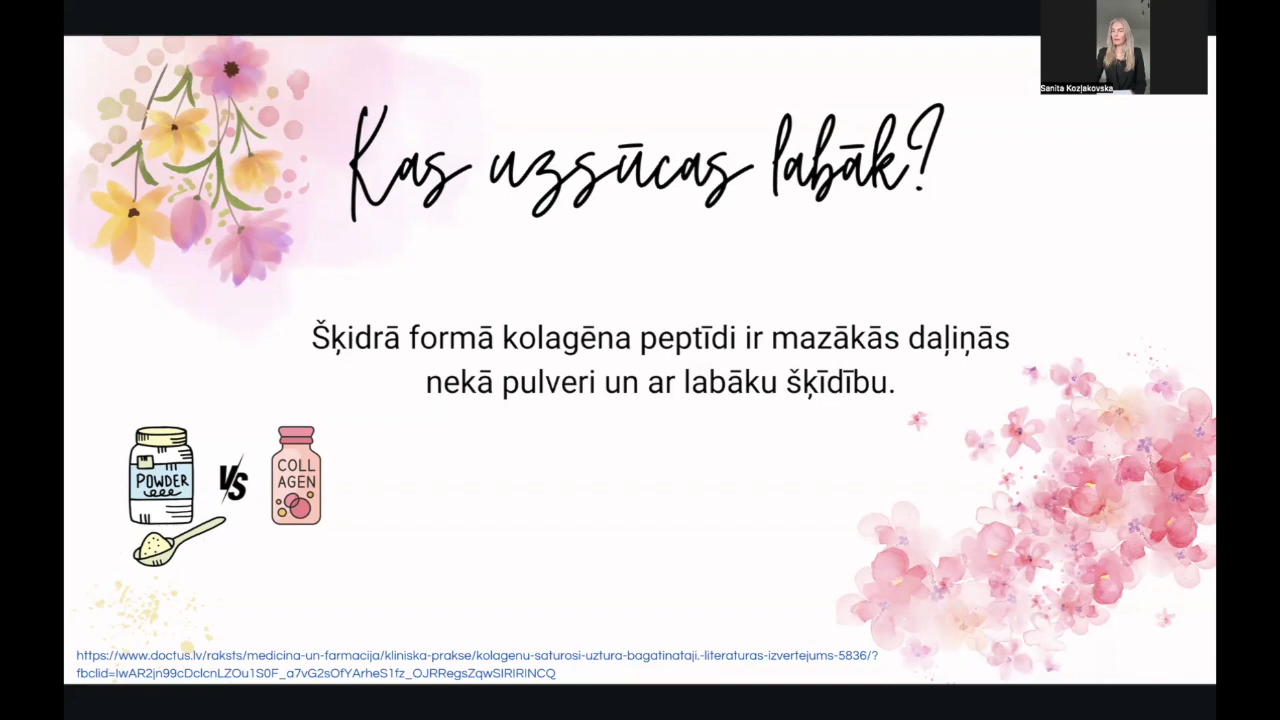 Sanita Kozļakovska
Kas uzsūcas labāk?
Šķidrā formā kolagēna peptīdi ir mazākās daļiņās
nekā pulveri un ar labāku šķīdību.
POWDER
VS
COLL
AGEN
https://www.doctus.lv/raksts/medicina-un-farmacija/kliniska-prakse/kolagenu-saturosi-uztura-bagatinataji.-literaturas-izvertejums-5836/?
fbclid=IwAR2jn99cDcIcnLZOu1S0F_a7vG2sOfYArheS1fz_OJRRegsZqwSIRIRINCQ